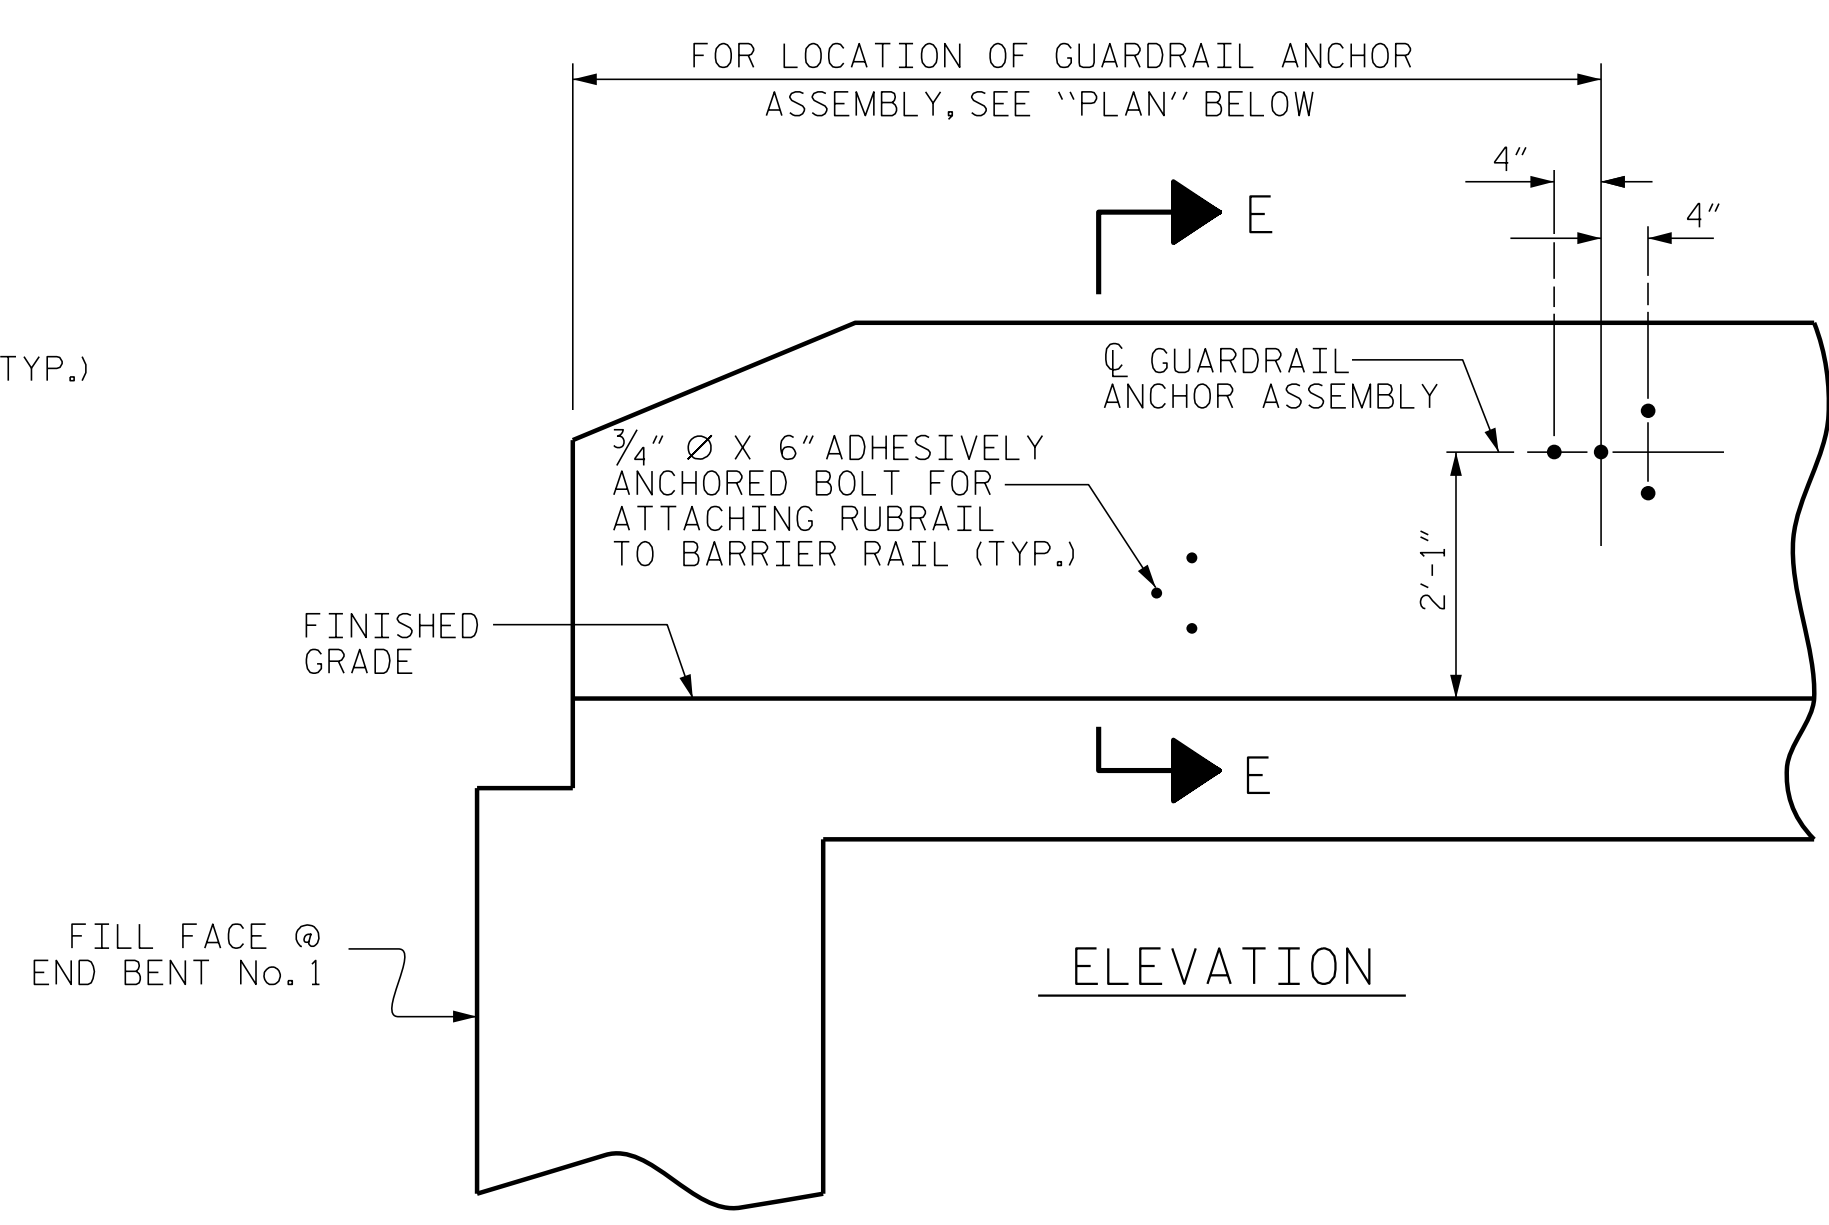 FOR LOCATION OF GUARDRAIL ANCHOR
ASSEMBLY, SEE ‶PLAN″ BELOW
4″
4″
E
TYP.)
℄ GUARDRAIL
ANCHOR ASSEMBLY
¾″ Ø X 6″ ADHESIVELY
ANCHORED BOLT FOR
ATTACHING RUBRAIL
TO BARRIER RAIL (TYP.)
2′-1″
FINISHED
GRADE
E
FILL FACE @
END BENT No. 1
ELEVATION